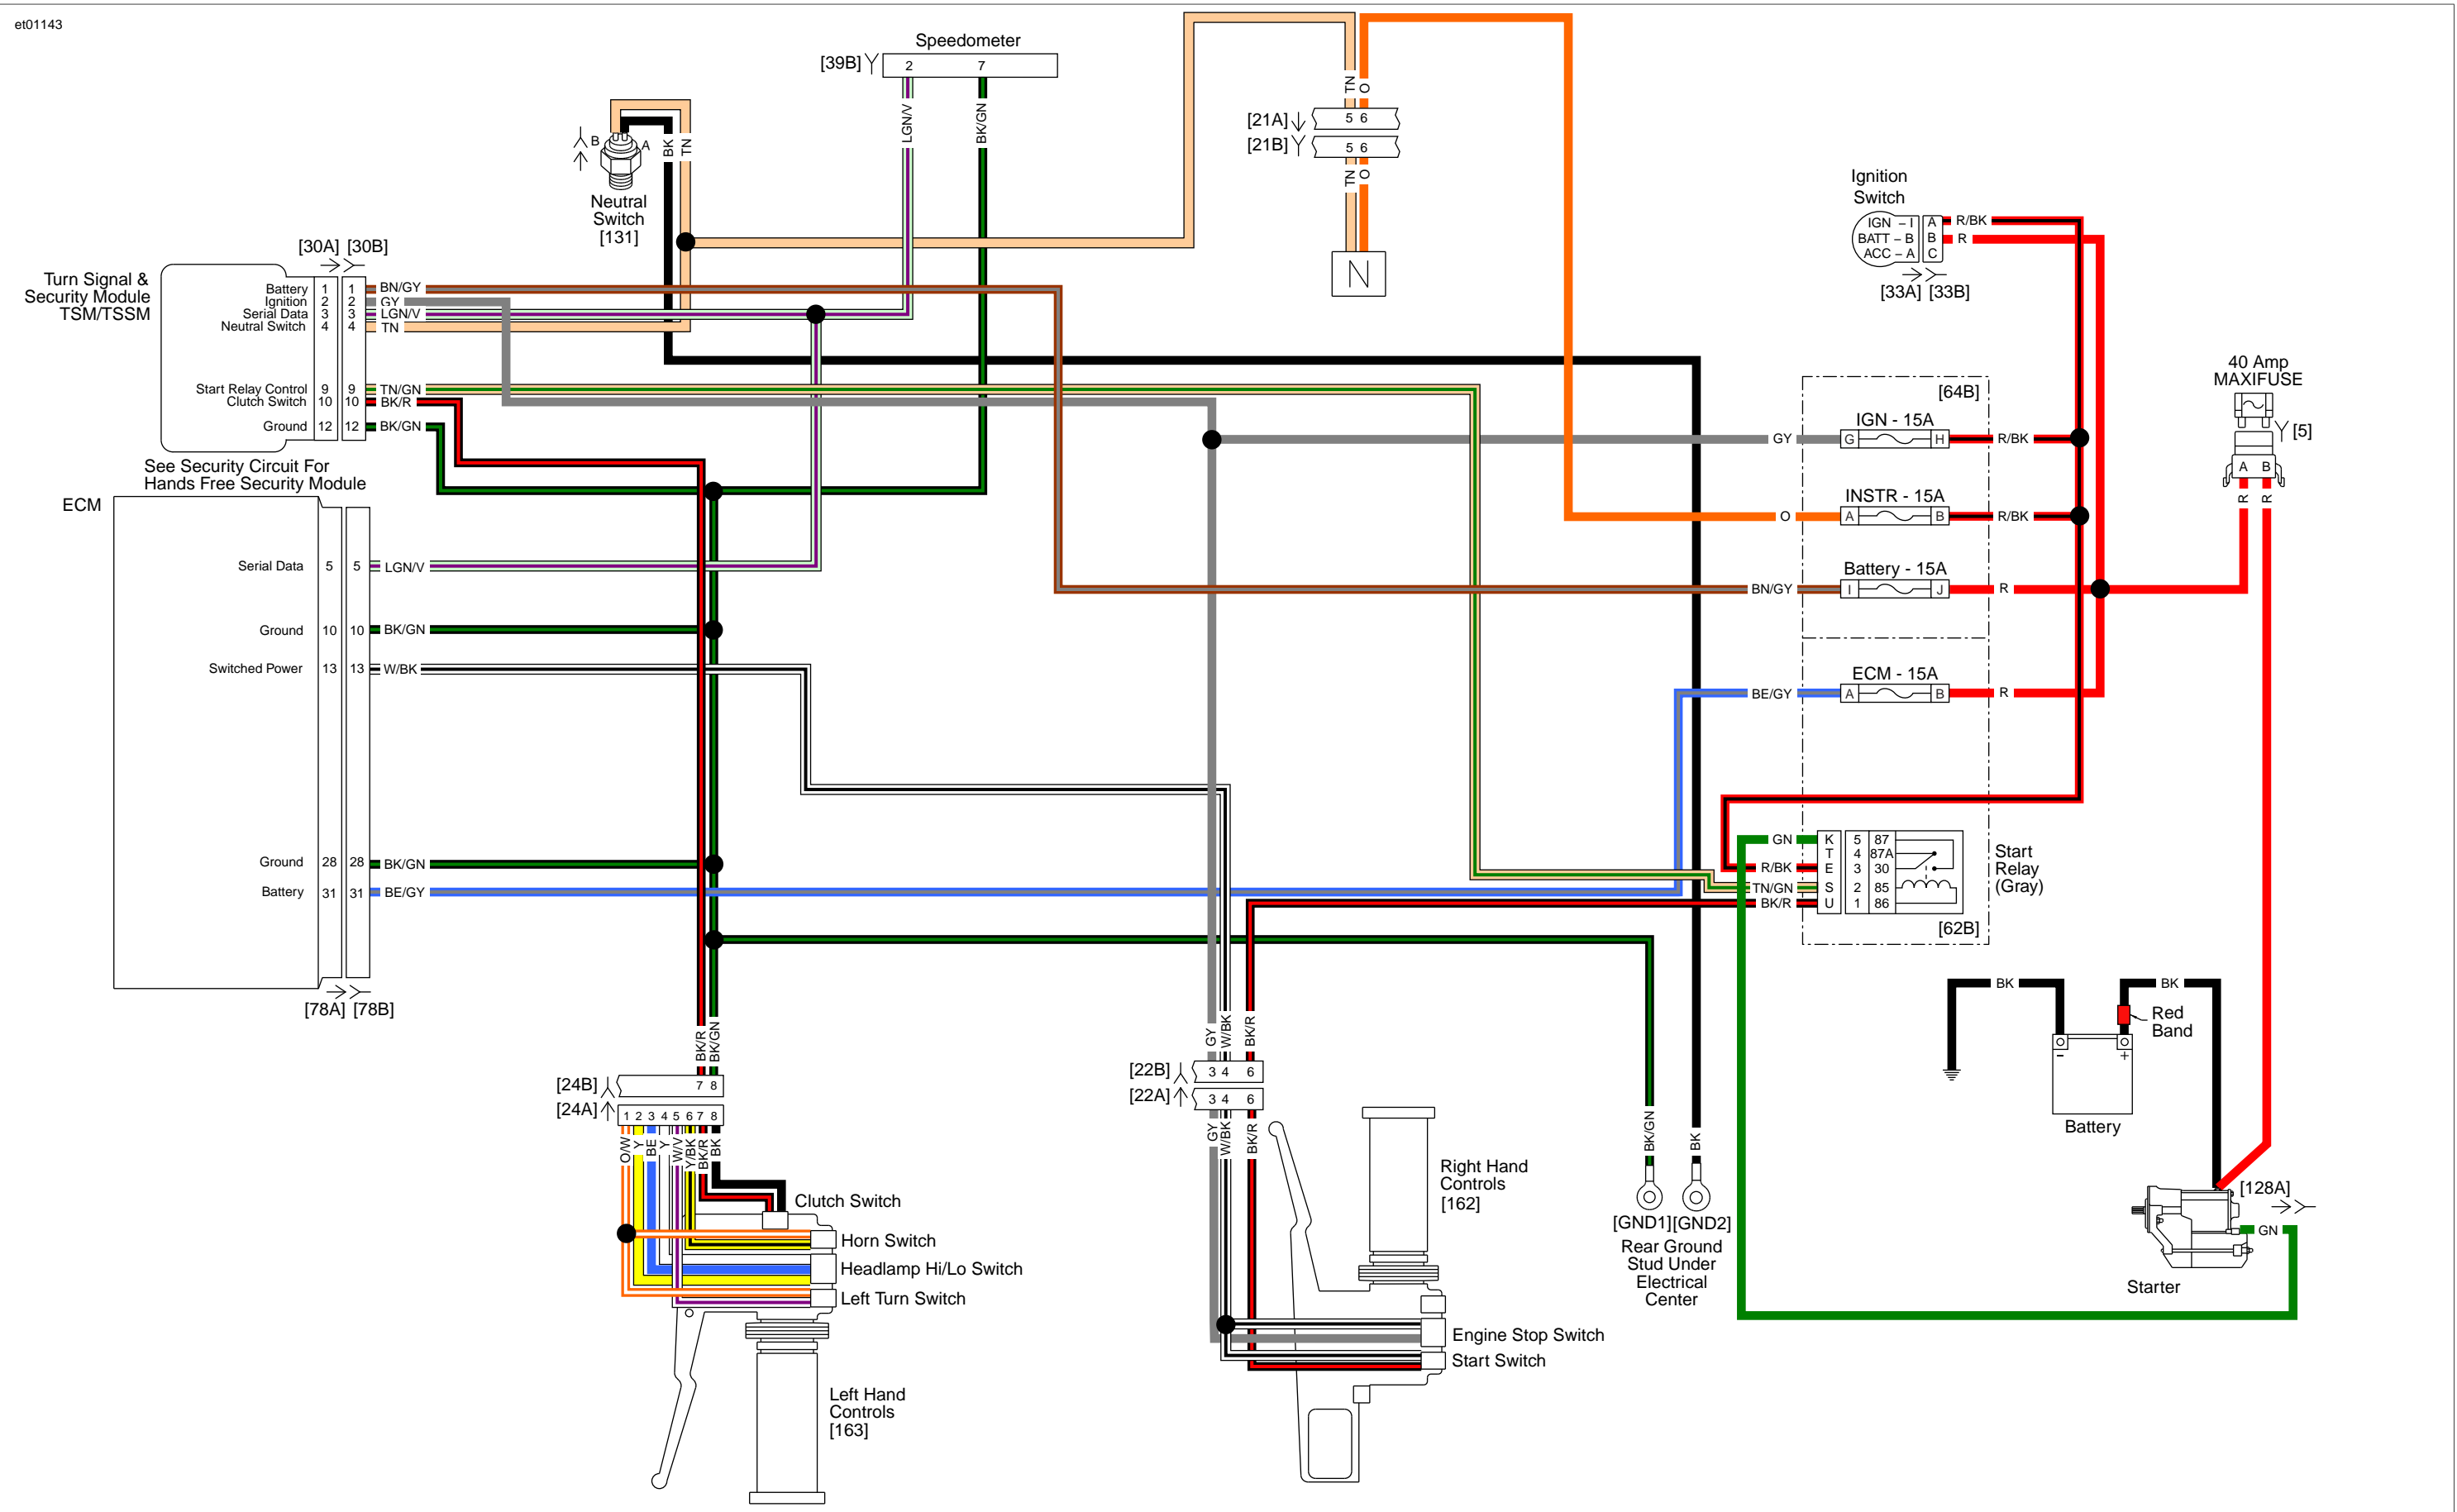 et01143
Speedometer
[39B]
2 7
LGN/V
BK/GN
TN
O
[21A]
5 6
[21B]
5 6
TN
O
N
B
A
BK
TN
Neutral
Switch
[131]
Ignition
Switch
IGN – I A R/BK
BATT – B B R
ACC – A C
[33A] [33B]
[30A] [30B]
Turn Signal &
Security Module
TSM/TSSM
Battery 1 1 BN/GY
Ignition 2 2 GY
Serial Data 3 3 LGN/V
Neutral Switch 4 4 TN
Start Relay Control 9 9 TN/GN
Clutch Switch 10 10 BK/R
Ground 12 12 BK/GN
See Security Circuit For
Hands Free Security Module
40 Amp
MAXIFUSE
[5]
A B
R
R
[64B]
IGN - 15A
GY G H R/BK
INSTR - 15A
O A B R/BK
Battery - 15A
BN/GY I J R
ECM - 15A
BE/GY A B R
ECM
Serial Data 5 5 LGN/V
Ground 10 10 BK/GN
Switched Power 13 13 W/BK
Ground 28 28 BK/GN
Battery 31 31 BE/GY
[78A] [78B]
GN K 5 87
T 4 87A
R/BK E 3 30
TN/GN S 2 85
BK/R U 1 86
Start
Relay
(Gray)
[62B]
BK
BK
Red
Band
-
+
Battery
BK/R
BK/GN
[24B]
7 8
[24A]
1 2 3 4 5 6 7 8
O/W
Y
BE
Y
W/V
Y/BK
BK/R
BK
Clutch Switch
Horn Switch
Headlamp Hi/Lo Switch
Left Turn Switch
Left Hand
Controls
[163]
GY
W/BK
BK/R
[22B]
3 4 6
[22A]
3 4 6
GY
W/BK
BK/R
Right Hand
Controls
[162]
Engine Stop Switch
Start Switch
BK/GN
BK
[GND1] [GND2]
Rear Ground
Stud Under
Electrical
Center
[128A]
GN
Starter